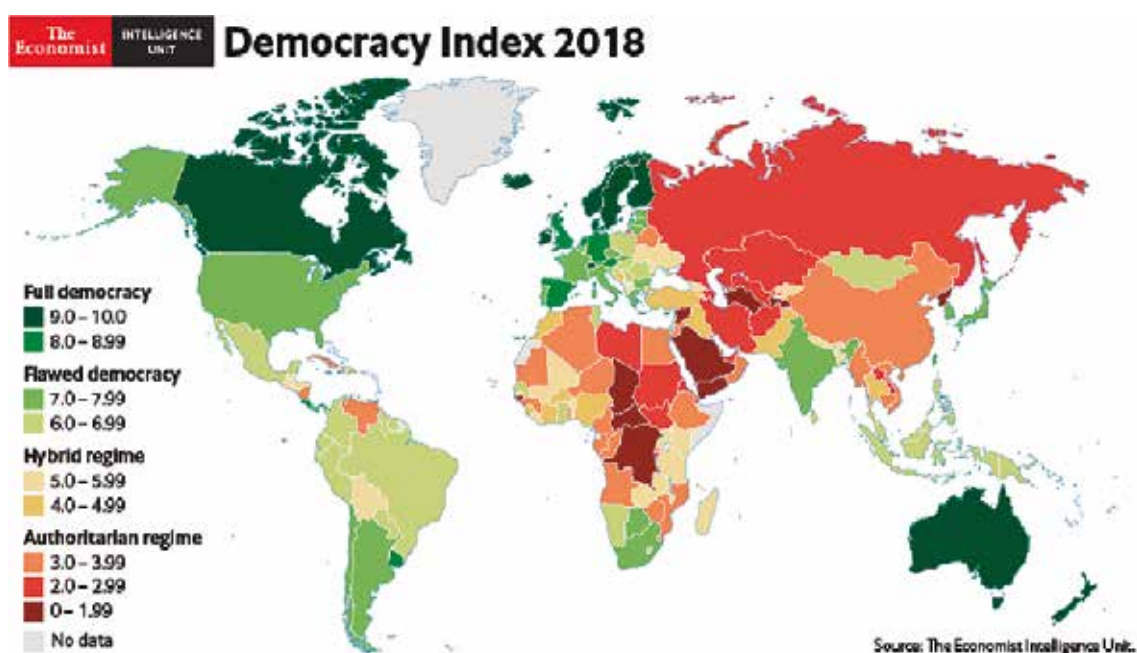 The
Economist
INTELLIGENCE
UNIT
Democracy Index 2018
Full democracy
9.0 – 10.0
8.0 – 8.99
Flawed democracy
7.0 – 7.99
6.0 – 6.99
Hybrid regime
5.0 – 5.99
4.0 – 4.99
Authoritarian regime
3.0 – 3.99
2.0 – 2.99
0 – 1.99
No data
Source: The Economist Intelligence Unit.